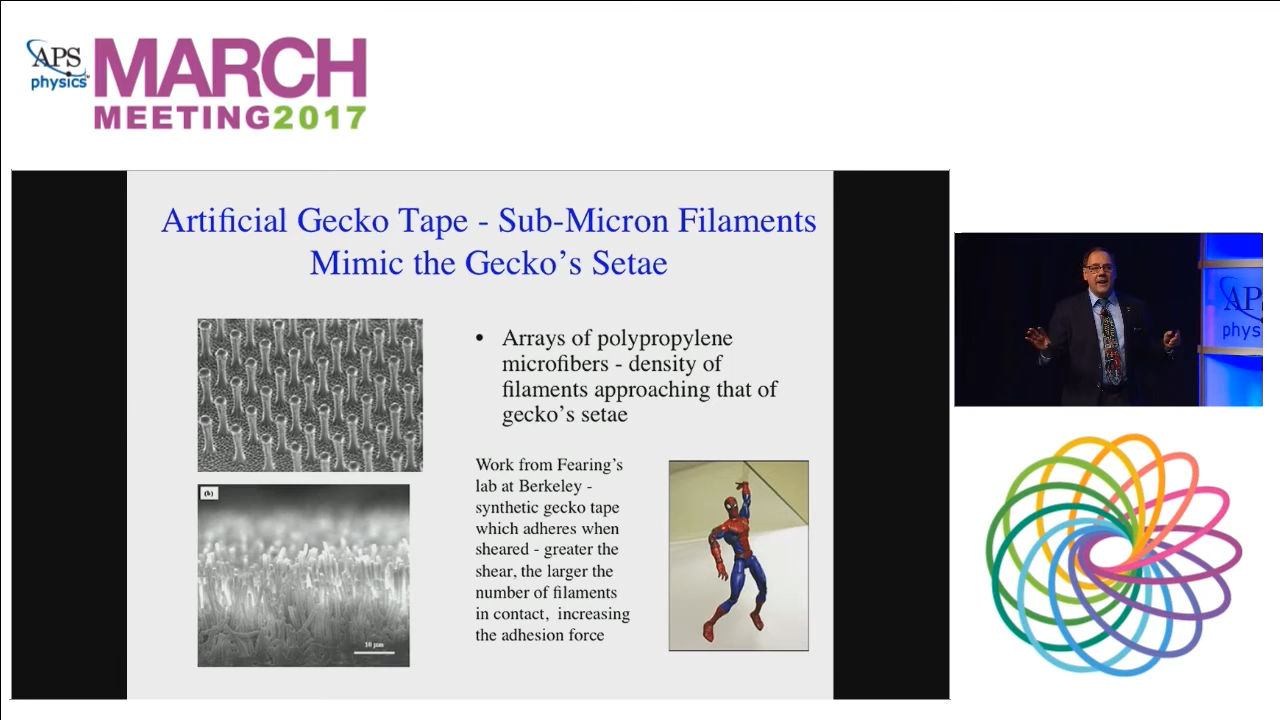 APS
physics
MARCH
MEETING2017
Artificial Gecko Tape - Sub-Micron Filaments
Mimic the Gecko's Setae
• Arrays of polypropylene
microfibers - density of
filaments approaching that of
gecko's setae
(b)
10 µm
Work from Fearing's
lab at Berkeley -
synthetic gecko tape
which adheres when
sheared - greater the
shear, the larger the
number of filaments
in contact, increasing
the adhesion force
APS
phys